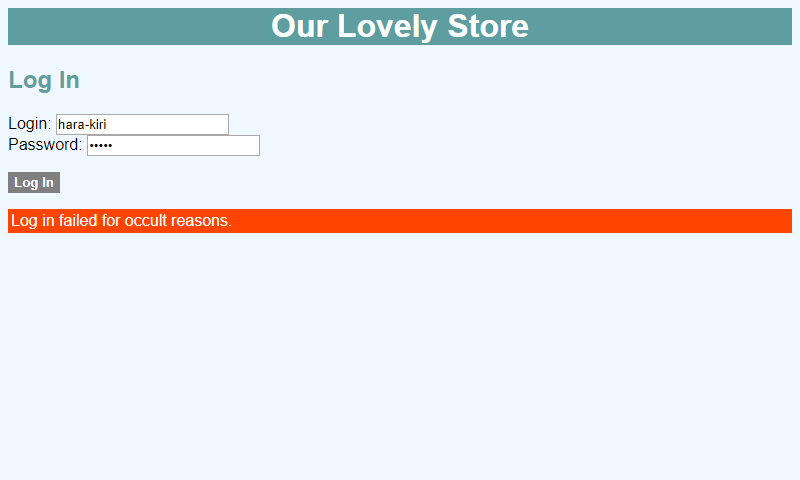 Our Lovely Store
Log In
Login: hara-kiri
Password: •••••
Log In
Log in failed for occult reasons.